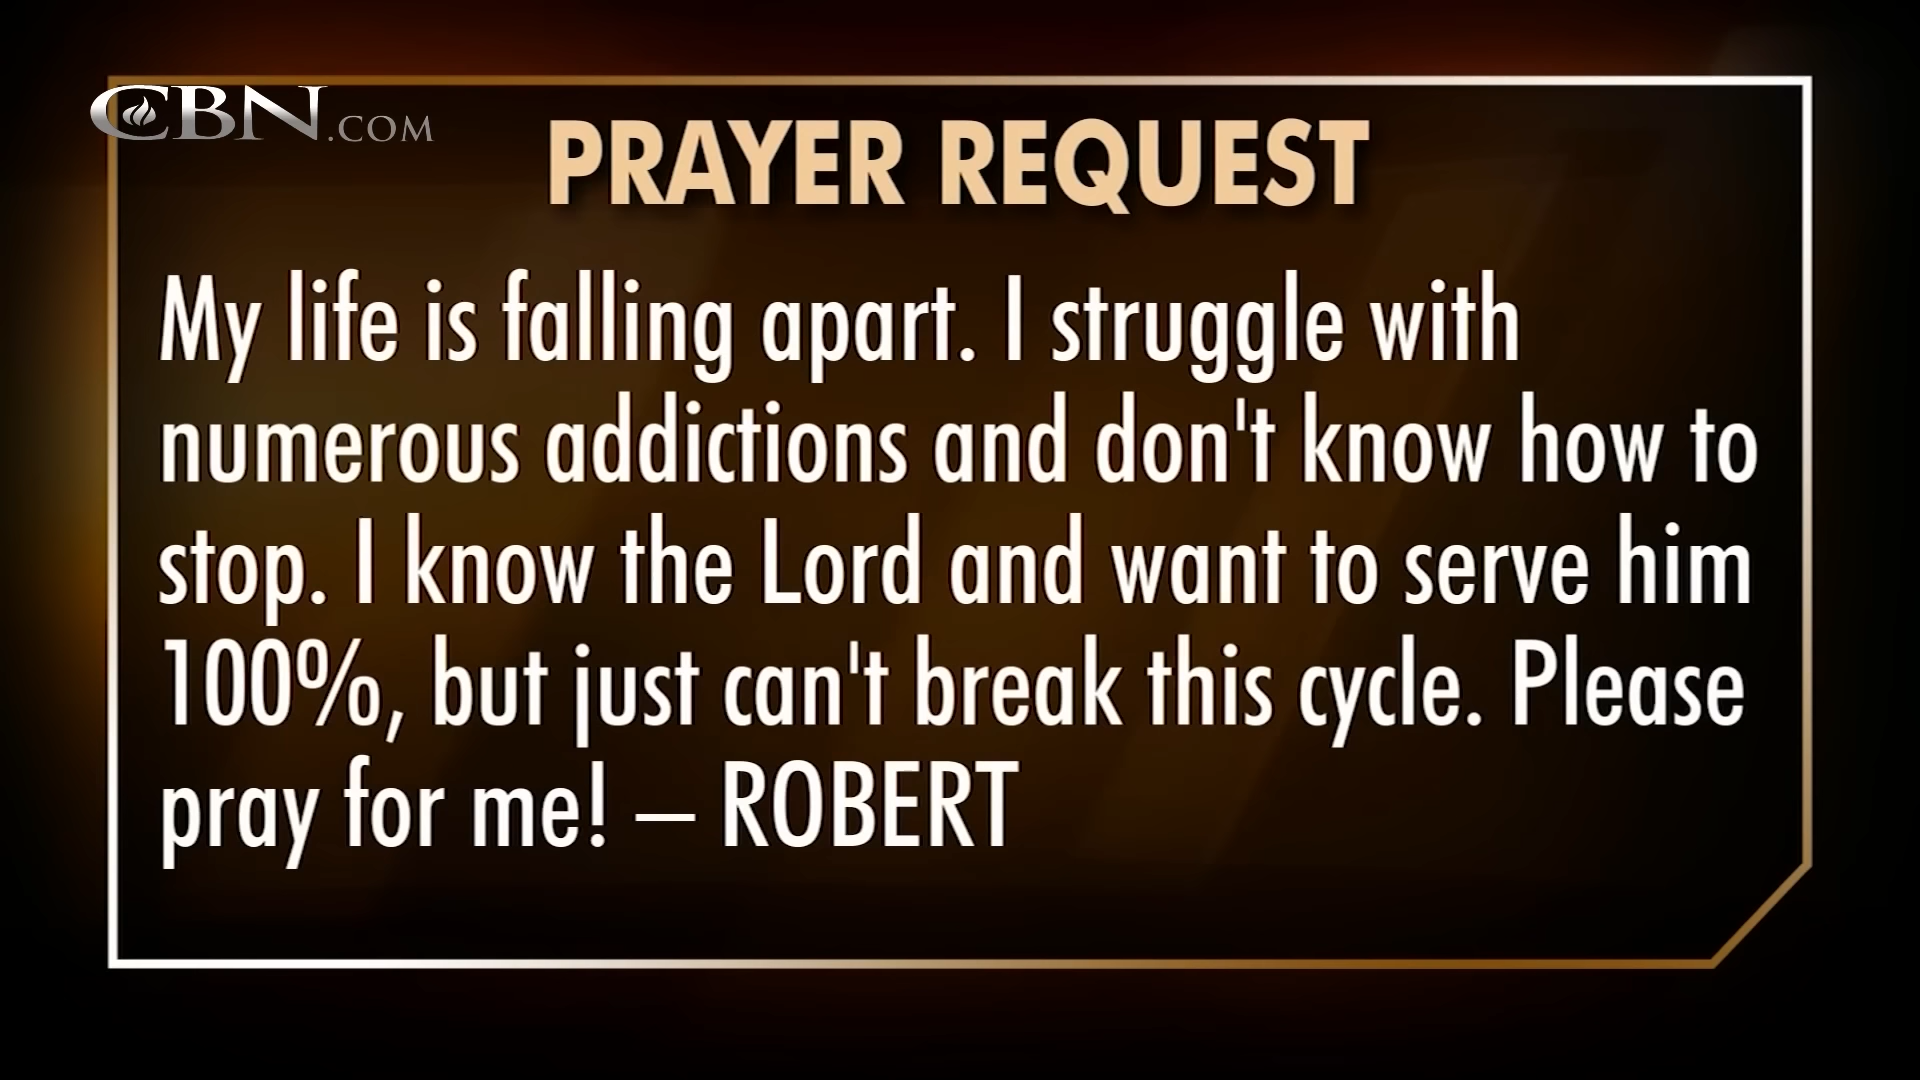 CBN.COM
PRAYER REQUEST
My life is falling apart. I struggle with
numerous addictions and don't know how to
stop. I know the Lord and want to serve him
100%, but just can't break this cycle. Please
pray for me! – ROBERT